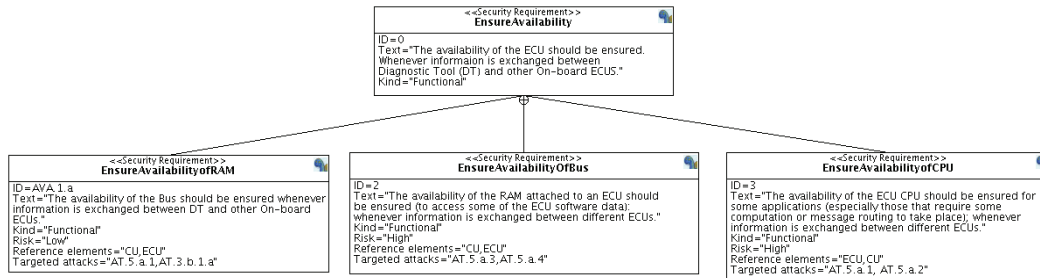 <<Security Requirement>>
EnsureAvailability
ID=0
Text="The availability of the ECU should be ensured.
Whenever informaion is exchanged between
Diagnostic Tool (DT) and other On-board ECUS."
Kind="Functional"
<<Security Requirement>>
EnsureAvailabilityofRAM
ID=AVA.1.a
Text="The availability of the Bus should be ensured whenever
information is exchanged between DT and other On-board
ECUs."
Kind="Functional"
Risk="Low"
Reference elements="CU,ECU"
Targeted attacks="AT.5.a.1,AT.3.b.1.a"
<<Security Requirement>>
EnsureAvailabilityOfBus
ID=2
Text="The availability of the RAM attached to an ECU should
be ensured (to access some of the ECU software data):
whenever information is exchanged between different ECUs."
Kind="Functional"
Risk="High"
Reference elements="CU,ECU"
Targeted attacks="AT.5.a.3,AT.5.a.4"
<<Security Requirement>>
EnsureAvailabilityofCPU
ID=3
Text="The availability of the ECU CPU should be ensured for
some applications (especially those that require some
computation or message routing to take place); whenever
information is exchanged between different ECUs."
Kind="Functional"
Risk="High"
Reference elements="ECU,CU"
Targeted attacks="AT.5.a.1, AT.5.a.2"